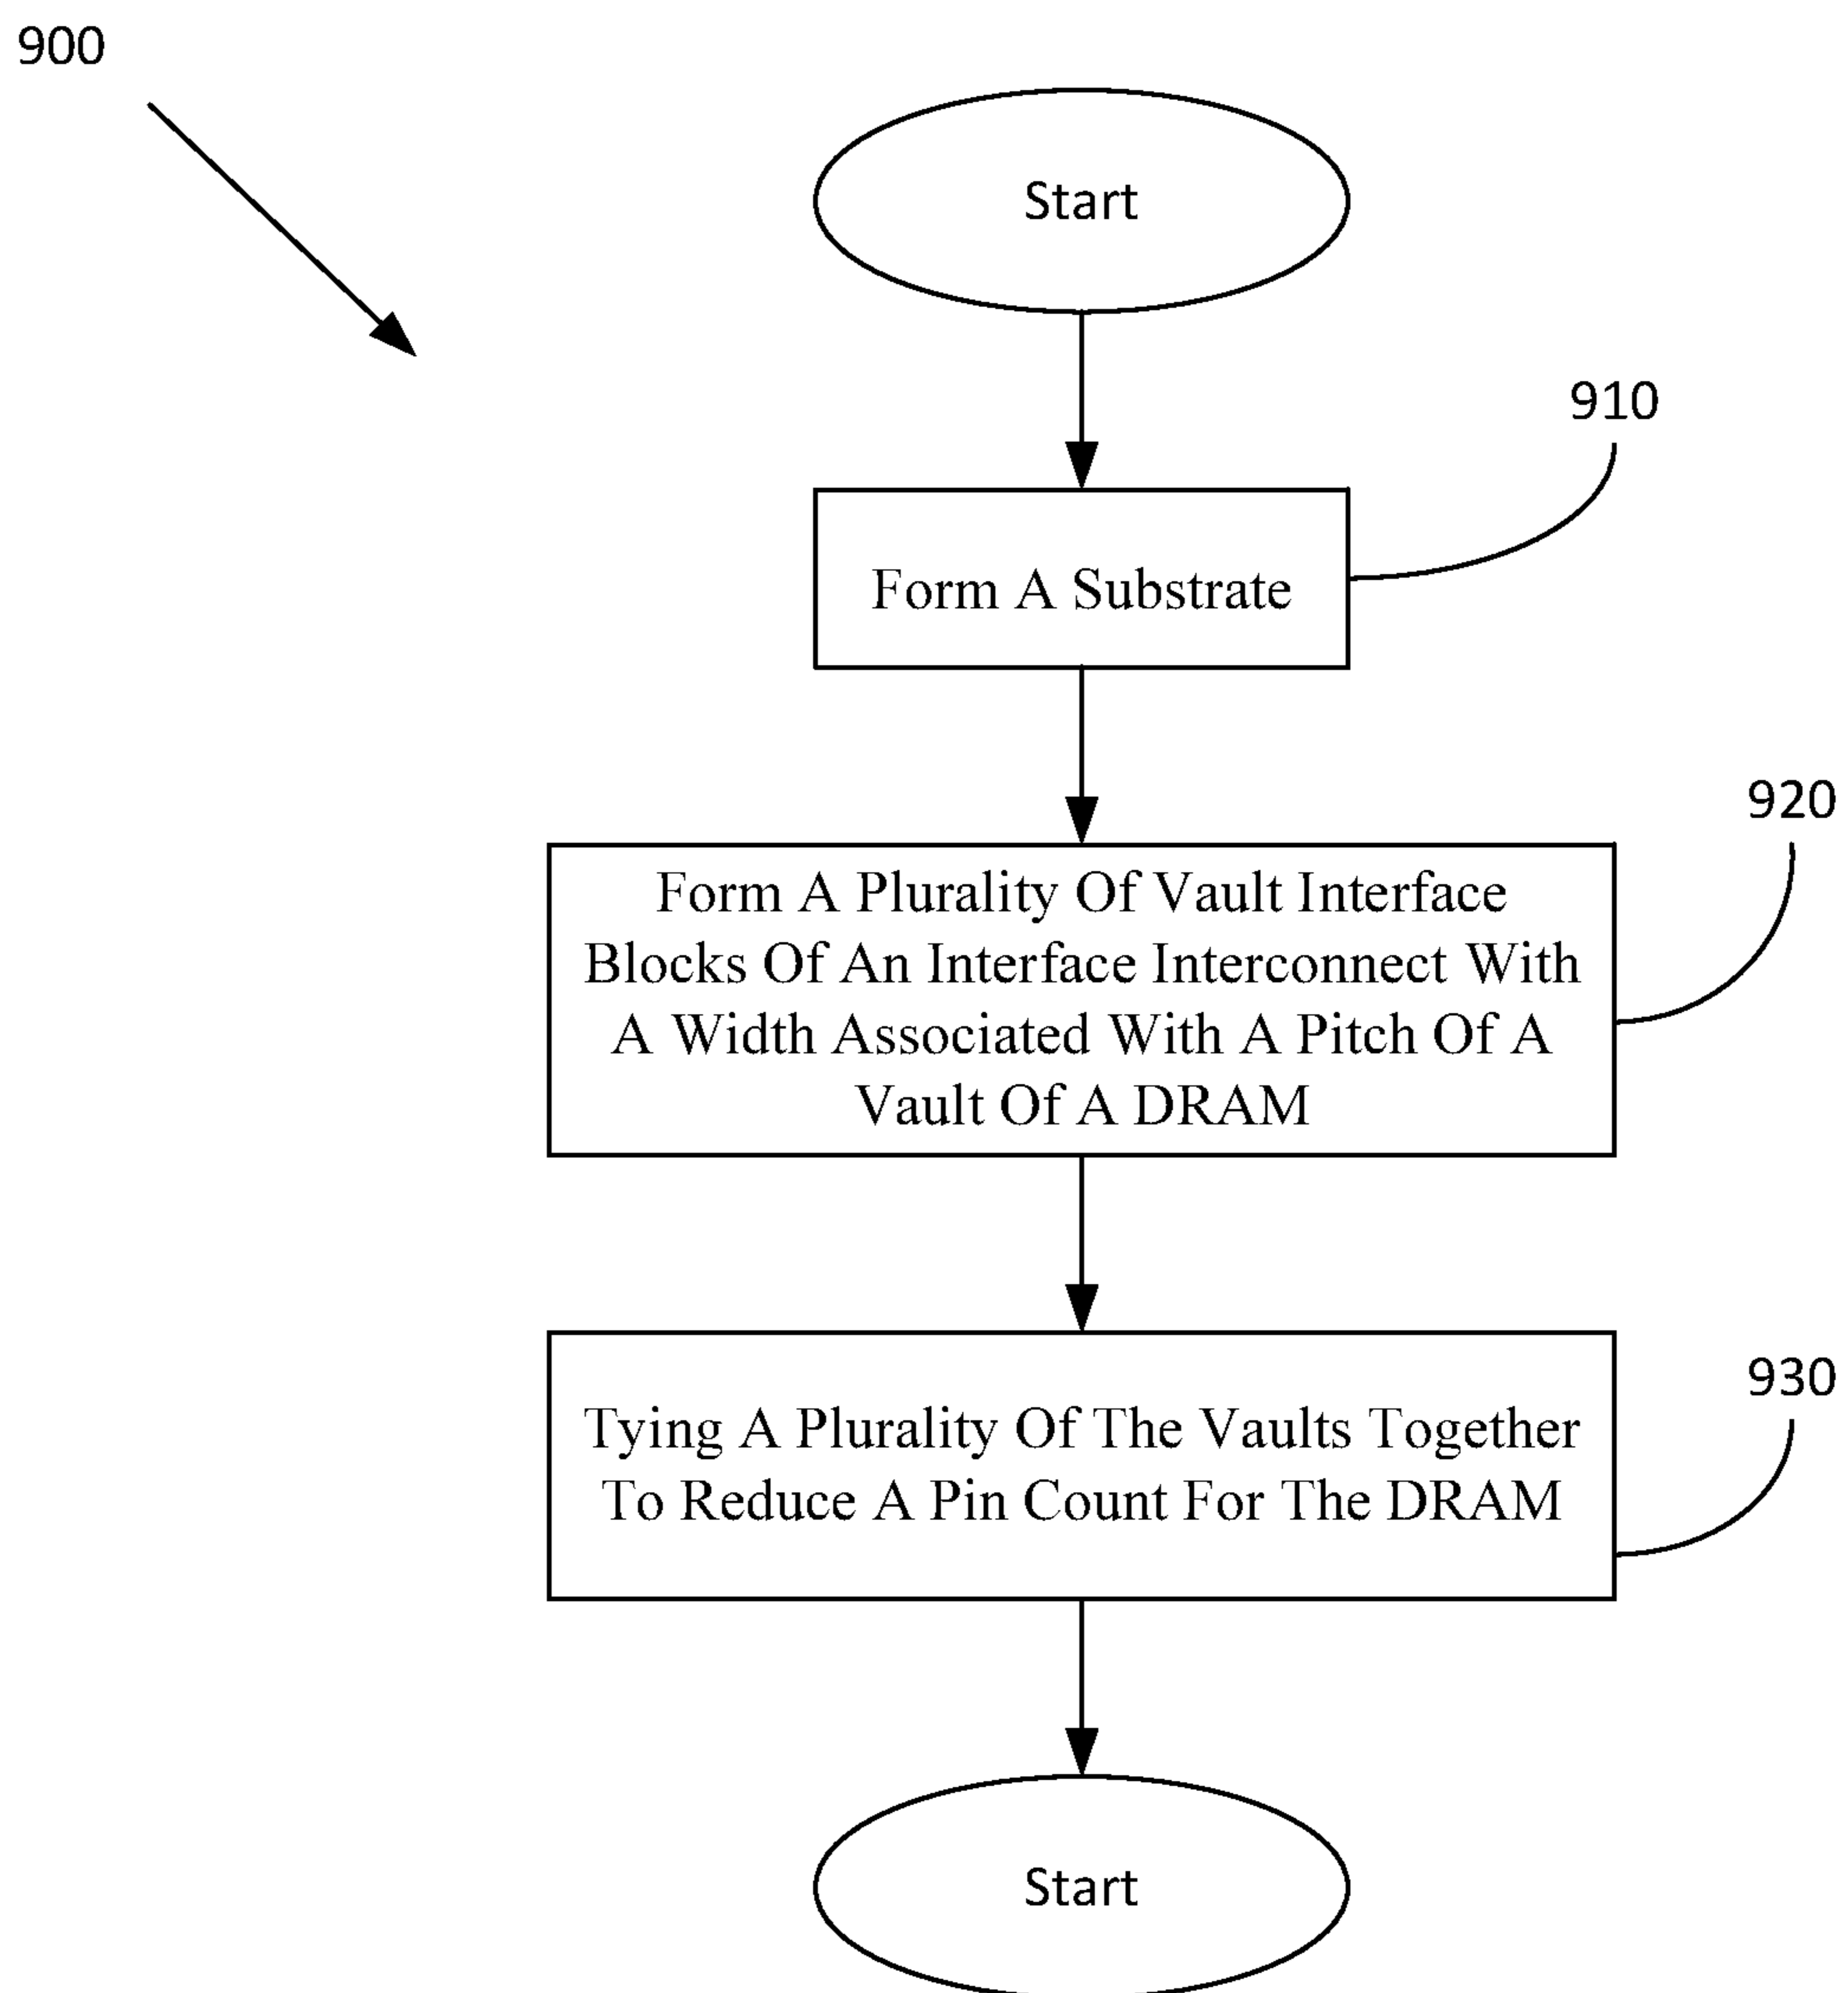 900
Start
910
Form A Substrate
920
Form A Plurality Of Vault Interface
Blocks Of An Interface Interconnect With
A Width Associated With A Pitch Of A
Vault Of A DRAM
930
Tying A Plurality Of The Vaults Together
To Reduce A Pin Count For The DRAM
Start